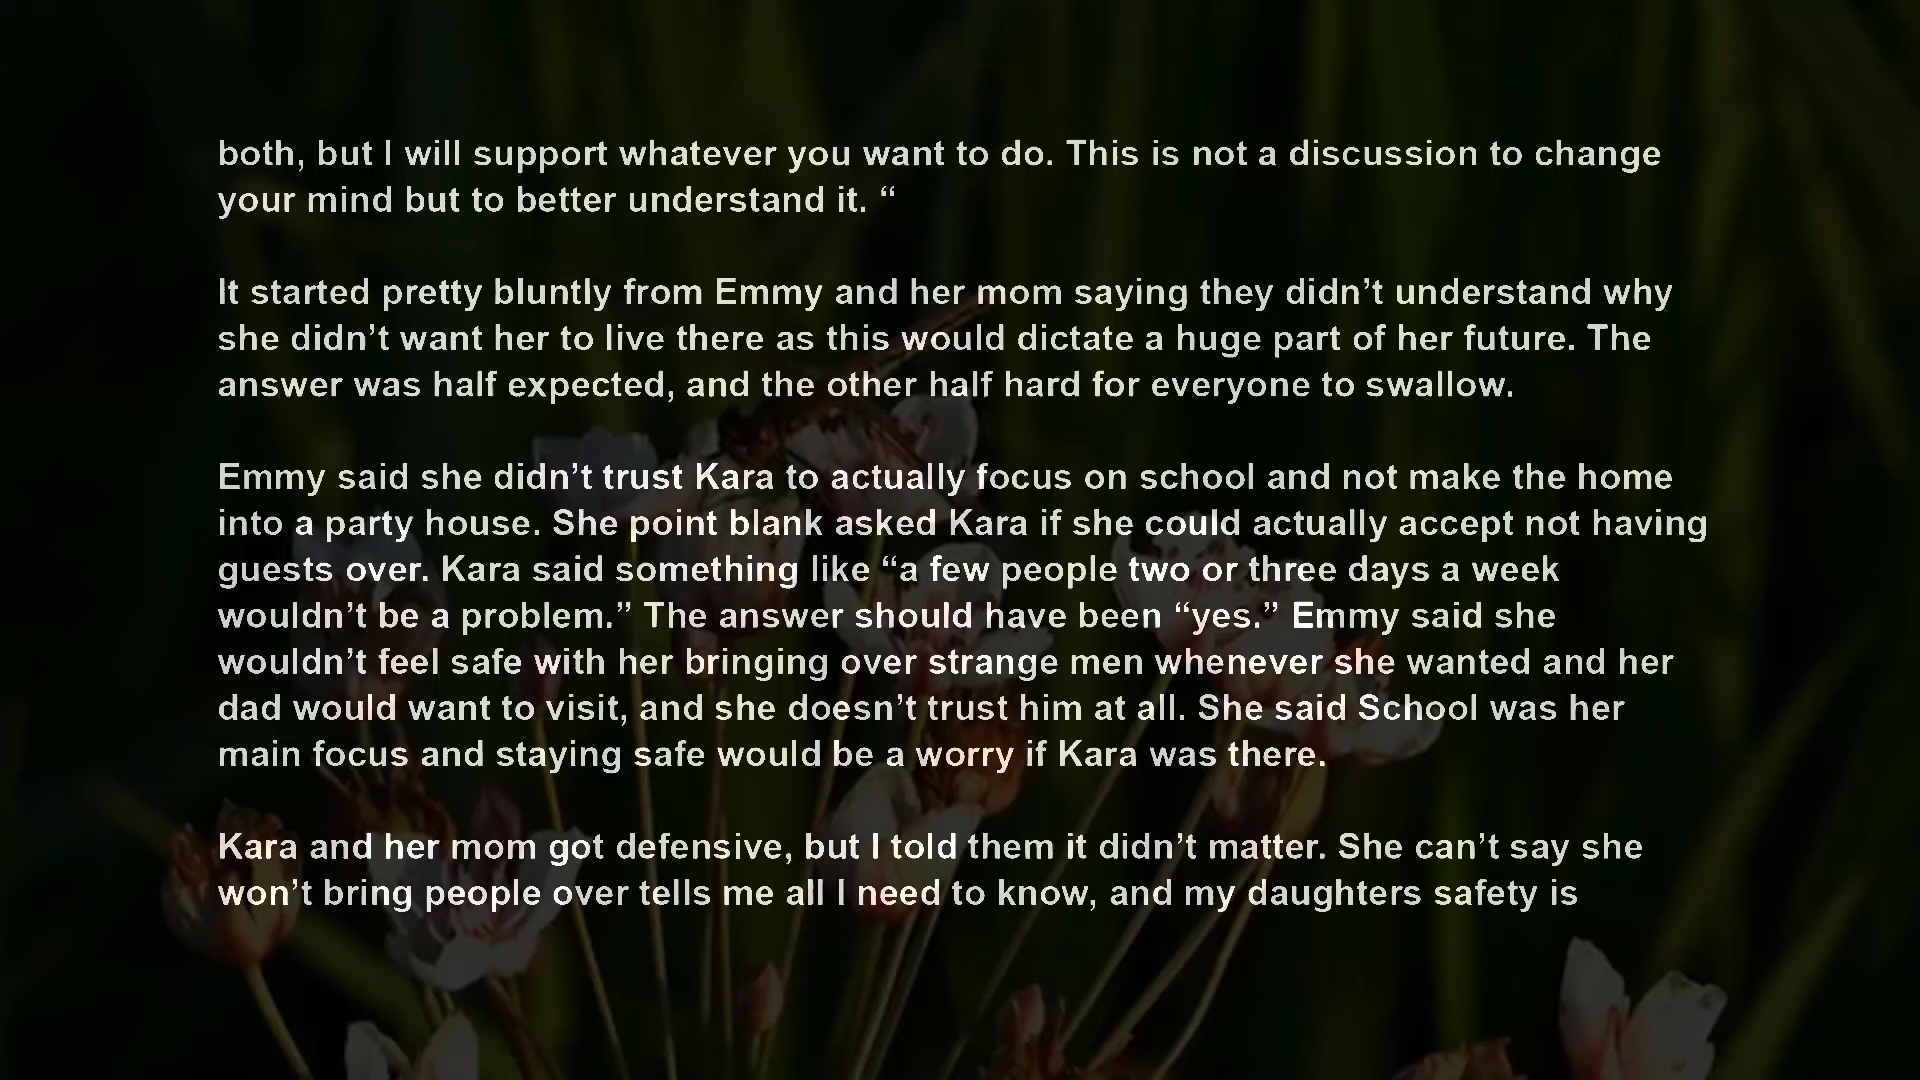 both, but I will support whatever you want to do. This is not a discussion to change
your mind but to better understand it. “
It started pretty bluntly from Emmy and her mom saying they didn’t understand why
she didn’t want her to live there as this would dictate a huge part of her future. The
answer was half expected, and the other half hard for everyone to swallow.
Emmy said she didn’t trust Kara to actually focus on school and not make the home
into a party house. She point blank asked Kara if she could actually accept not having
guests over. Kara said something like “a few people two or three days a week
wouldn’t be a problem.” The answer should have been “yes.” Emmy said she
wouldn’t feel safe with her bringing over strange men whenever she wanted and her
dad would want to visit, and she doesn’t trust him at all. She said School was her
main focus and staying safe would be a worry if Kara was there.
Kara and her mom got defensive, but I told them it didn’t matter. She can’t say she
won’t bring people over tells me all I need to know, and my daughters safety is